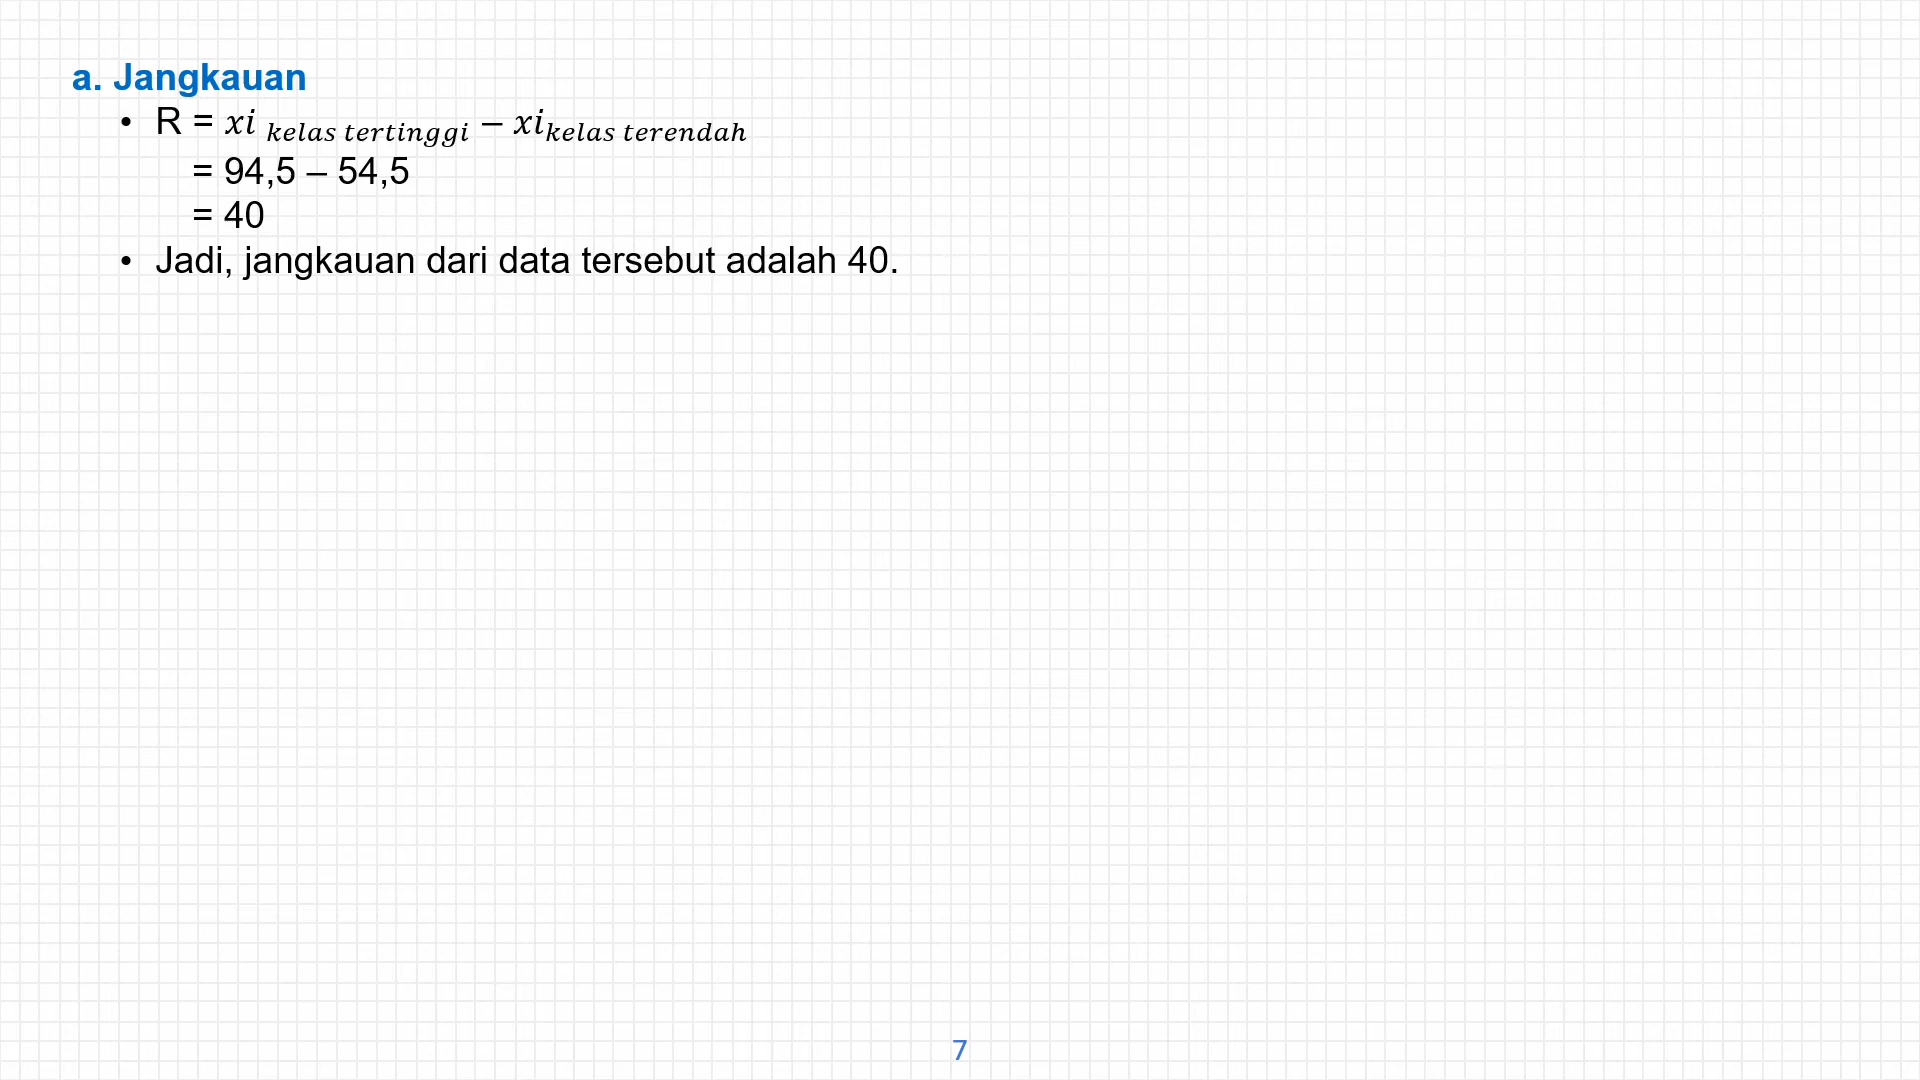 a. Jangkauan
• R = xi kelas tertinggi − xi kelas terendah
= 94,5 – 54,5
= 40
• Jadi, jangkauan dari data tersebut adalah 40.
7